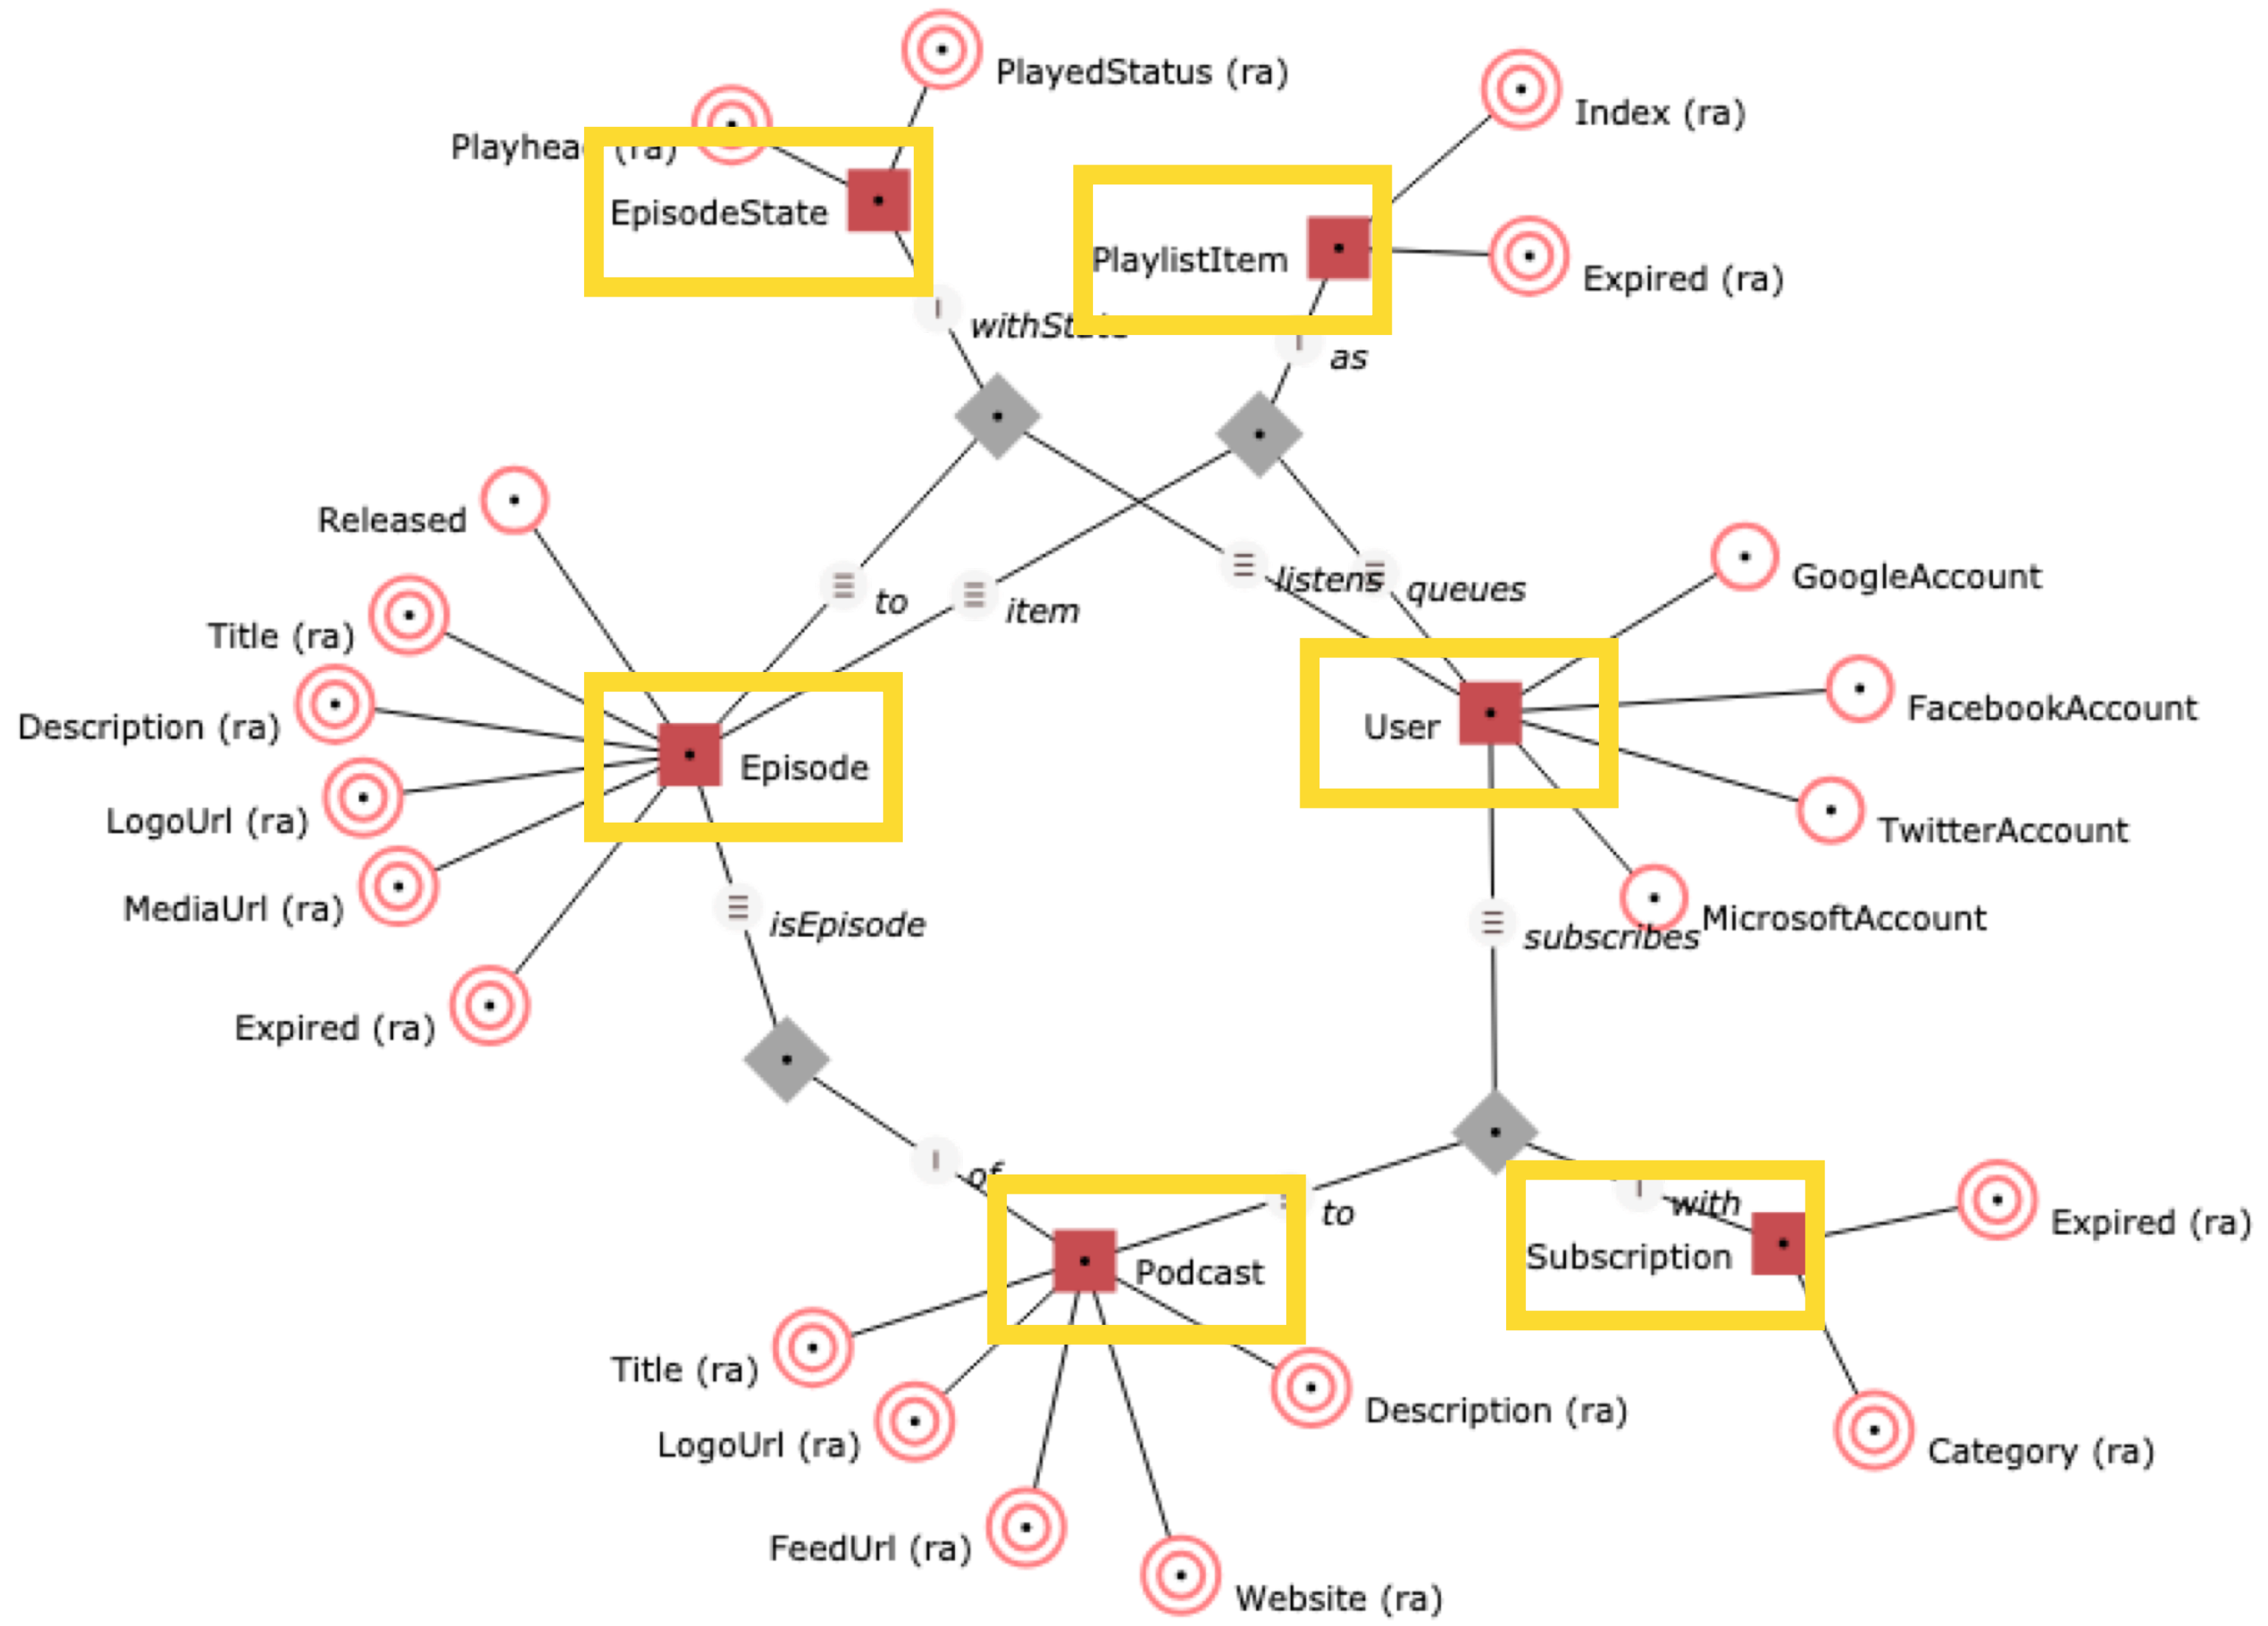 PlayedStatus (ra)
Index (ra)
(ra)
EpisodeState
PlaylistItem
Expired (ra)
as
Released
to
item
listens
queues
GoogleAccount
Title (ra)
Description (ra)
FacebookAccount
User
Episode
LogoUrl (ra)
TwitterAccount
MediaUrl (ra)
MicrosoftAccount
isEpisode
subscribes
Expired (ra)
of
to
with
Expired (ra)
Podcast
Subscription
Title (ra)
Description (ra)
LogoUrl (ra)
Category (ra)
FeedUrl (ra)
Website (ra)